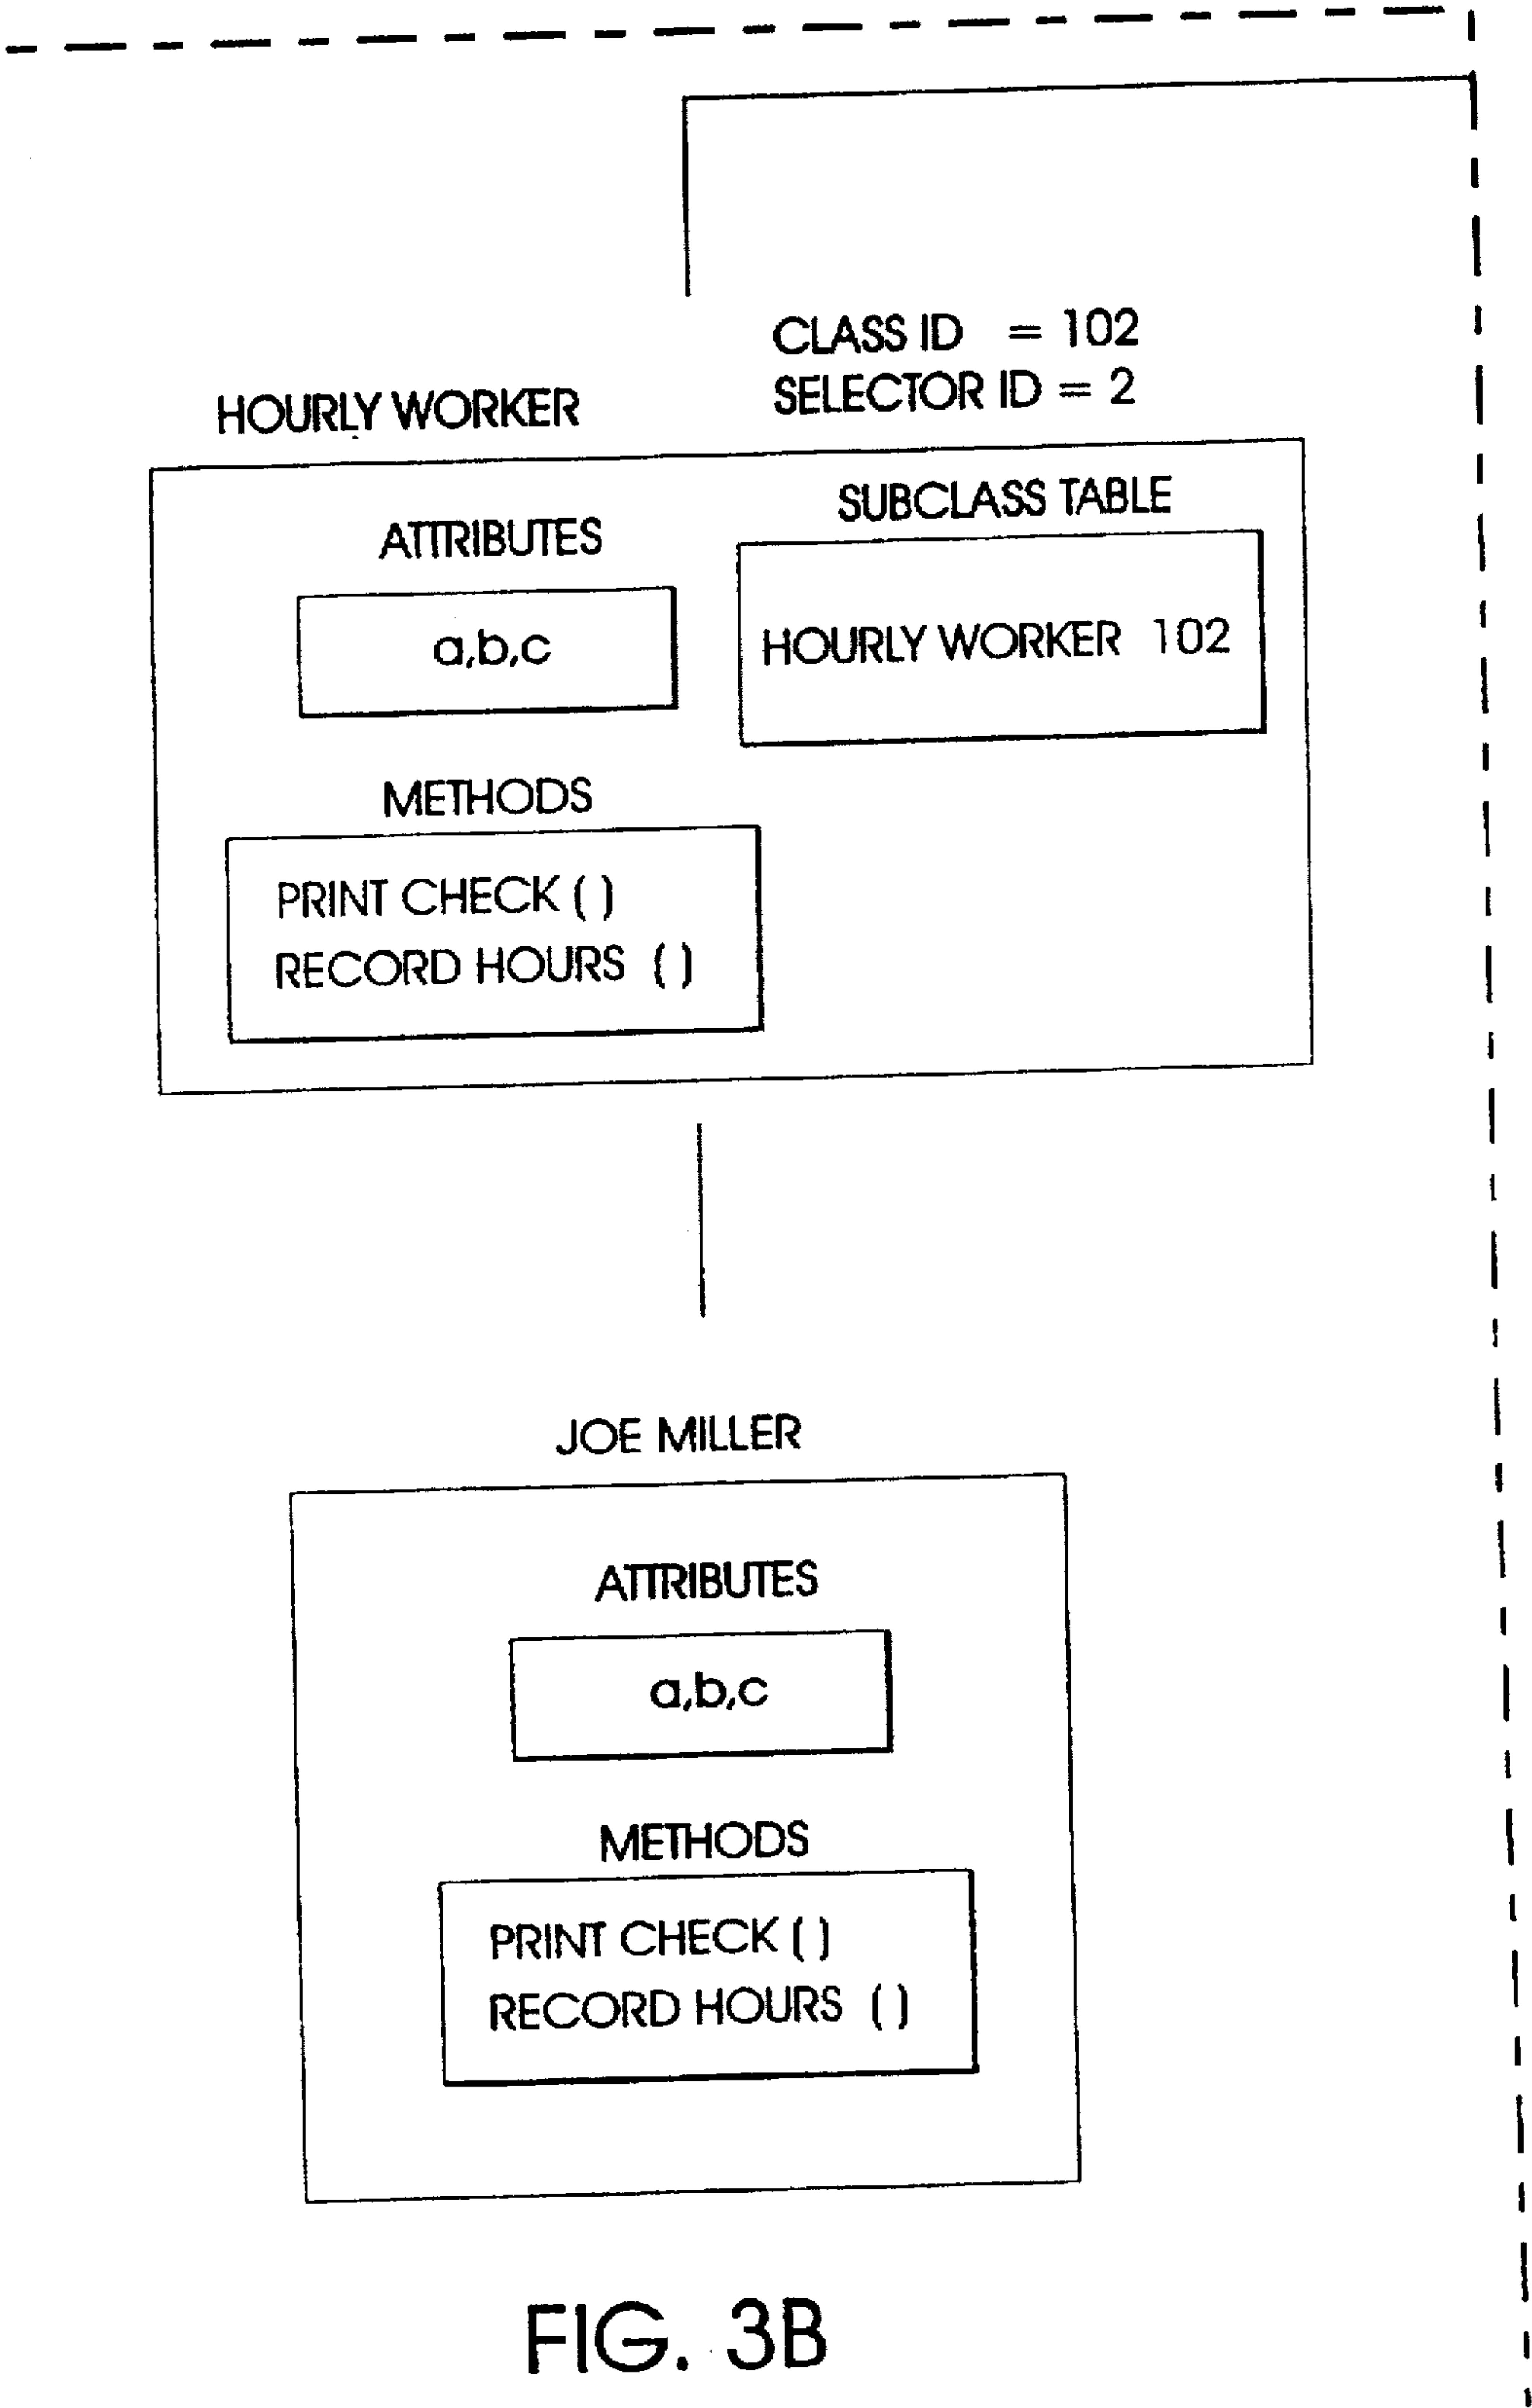 CLASS ID = 102
SELECTOR ID = 2
HOURLY WORKER
ATTRIBUTES
a,b,c
SUBCLASS TABLE
HOURLY WORKER 102
METHODS
PRINT CHECK ( )
RECORD HOURS ( )
JOE MILLER
ATTRIBUTES
a,b,c
METHODS
PRINT CHECK ( )
RECORD HOURS ( )
FIG. 3B